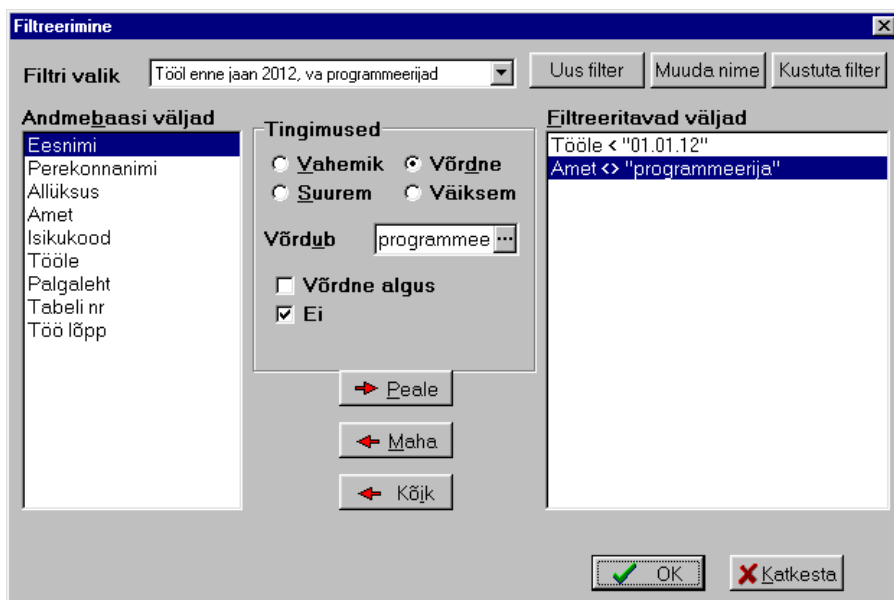 Filtreerimine
Filtri valik
Tööl enne jaan 2012, va programmeerijad
Uus filter
Muuda nime
Kustuta filter
Andmebaasi väljad
Eesnimi
Perekonnanimi
Allüksus
Amet
Isikukood
Tööle
Palgaleht
Tabeli nr
Töö lõpp
Tingimused
Vahemik
Võrdne
Suurem
Väiksem
Võrdub
programmee
...
Võrdne algus
Ei
Peale
Maha
Kõik
Filtreeritavad väljad
Tööle < "01.01.12"
Amet <> "programmeerija"
OK
Katkesta